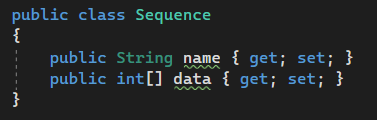 public class Sequence
{
public String name { get; set; }
public int[] data { get; set; }
}